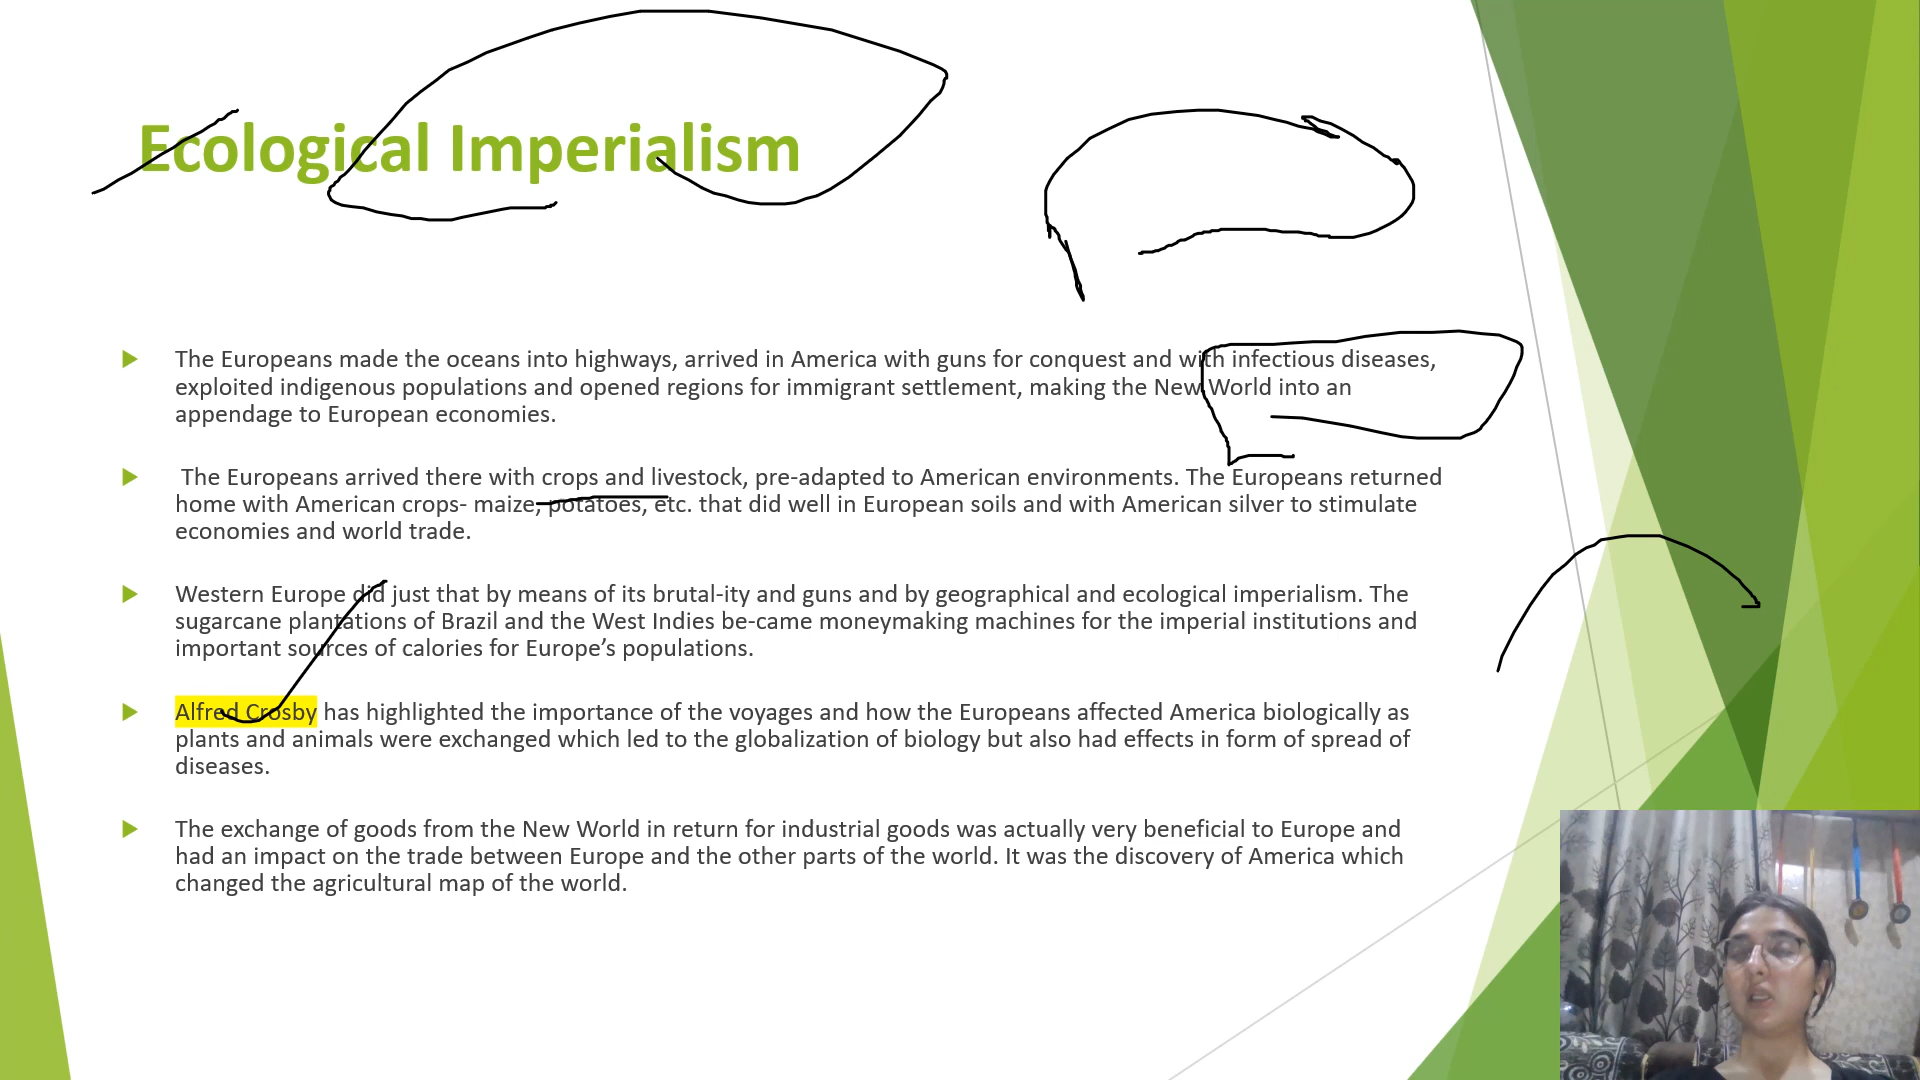 Ecological Imperialism
The Europeans made the oceans into highways, arrived in America with guns for conquest and with infectious diseases,
exploited indigenous populations and opened regions for immigrant settlement, making the New World into an
appendage to European economies.
The Europeans arrived there with crops and livestock, pre-adapted to American environments. The Europeans returned
home with American crops- maize, potatoes, etc. that did well in European soils and with American silver to stimulate
economies and world trade.
Western Europe did just that by means of its brutal-ity and guns and by geographical and ecological imperialism. The
sugarcane plantations of Brazil and the West Indies be-came moneymaking machines for the imperial institutions and
important sources of calories for Europe’s populations.
Alfred Crosby has highlighted the importance of the voyages and how the Europeans affected America biologically as
plants and animals were exchanged which led to the globalization of biology but also had effects in form of spread of
diseases.
The exchange of goods from the New World in return for industrial goods was actually very beneficial to Europe and
had an impact on the trade between Europe and the other parts of the world. It was the discovery of America which
changed the agricultural map of the world.